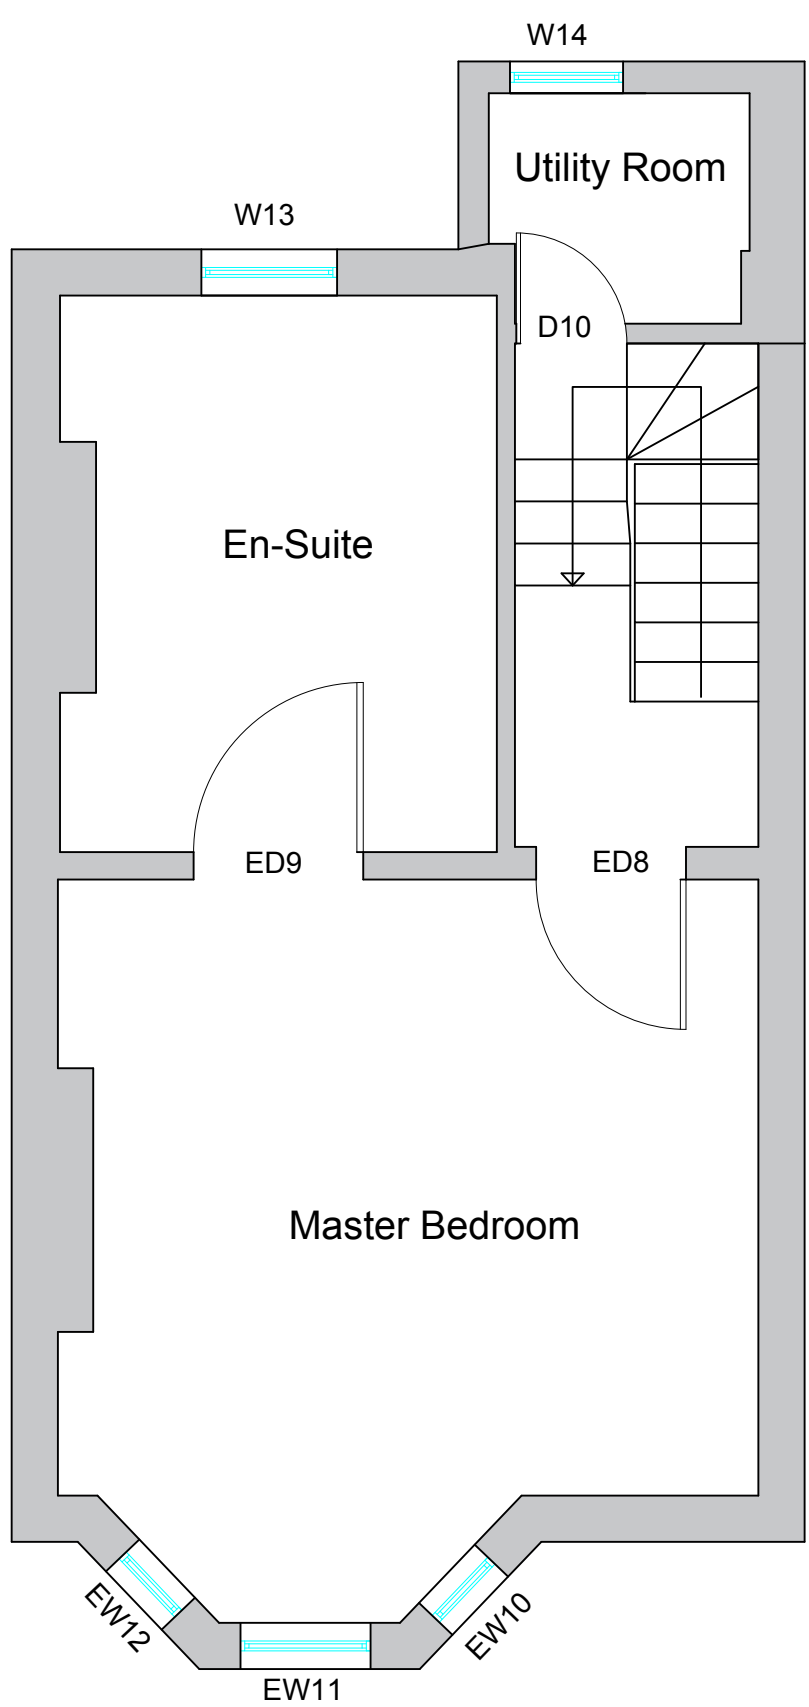 W14
Utility Room
W13
D10
En-Suite
ED9
ED8
Master Bedroom
EW12
EW10
EW11